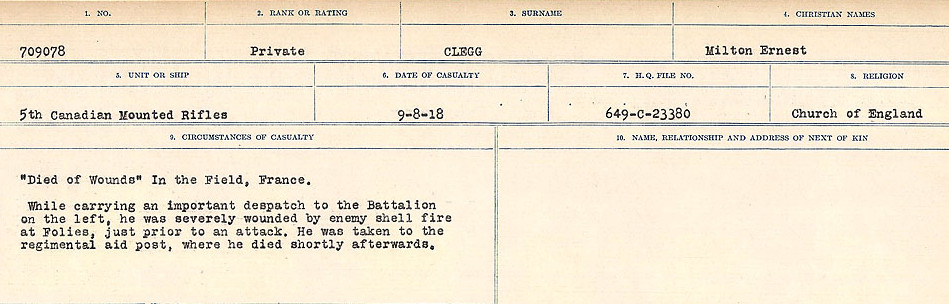 1. NO. 2. RANK OR RATING 3. SURNAME 4. CHRISTIAN NAMES
709078 Private CLEGG Milton Ernest
5. UNIT OR SHIP 6. DATE OF CASUALTY 7. H.Q. FILE NO. 8. RELIGION
5th Canadian Mounted Rifles 9-8-18 649-C-23380 Church of England
9. CIRCUMSTANCES OF CASUALTY 10. NAME, RELATIONSHIP AND ADDRESS OF NEXT OF KIN
"Died of Wounds" In the Field, France.
While carrying an important despatch to the Battalion
on the left, he was severely wounded by enemy shell fire
at Folies, just prior to an attack. He was taken to the
regimental aid post, where he died shortly afterwards.